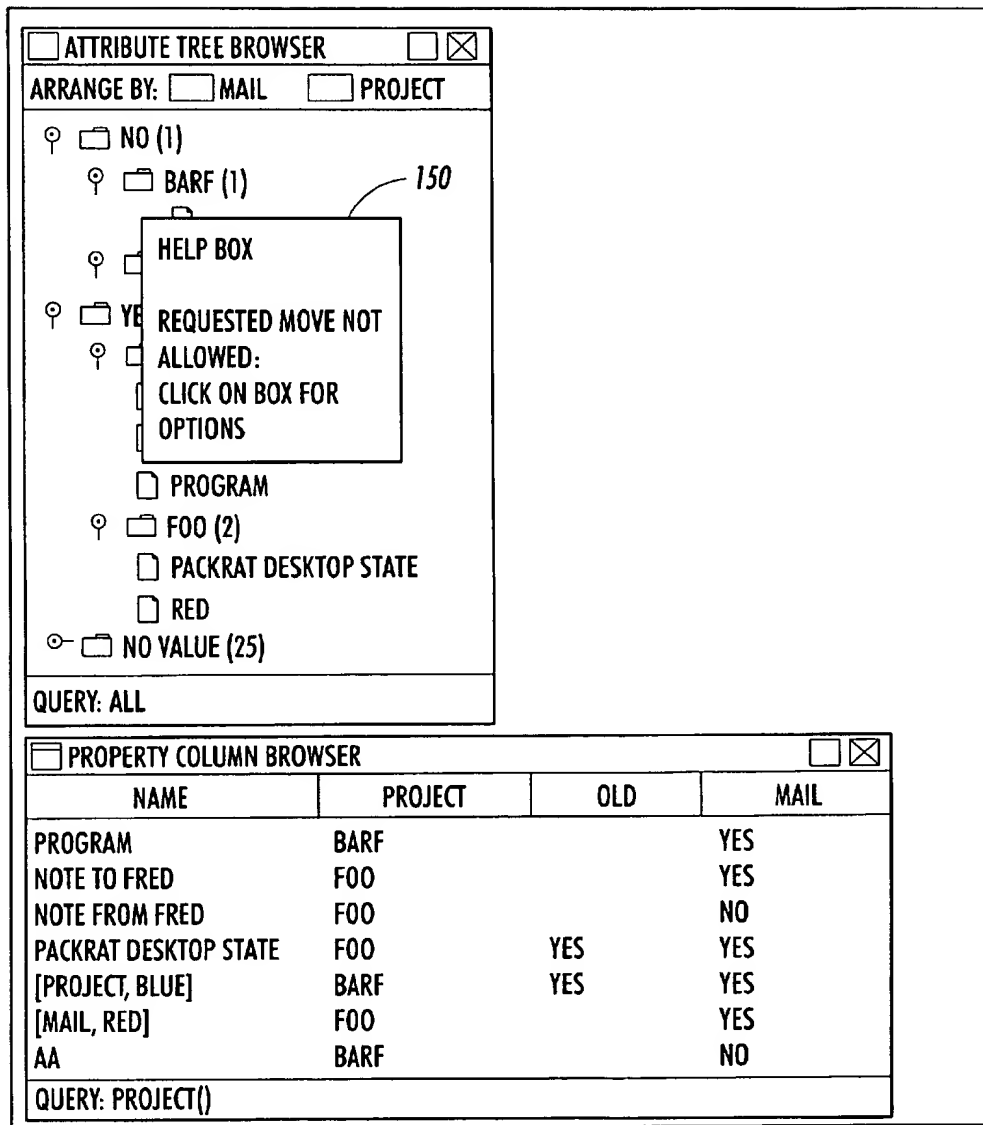 ATTRIBUTE TREE BROWSER
ARRANGE BY: MAIL PROJECT
NO (1)
BARF (1)
150
HELP BOX
REQUESTED MOVE NOT
ALLOWED:
CLICK ON BOX FOR
OPTIONS
PROGRAM
FOO (2)
PACKRAT DESKTOP STATE
RED
NO VALUE (25)
QUERY: ALL
PROPERTY COLUMN BROWSER
NAME PROJECT OLD MAIL
PROGRAM BARF YES
NOTE TO FRED FOO YES
NOTE FROM FRED FOO NO
PACKRAT DESKTOP STATE FOO YES YES
[PROJECT, BLUE] BARF YES YES
[MAIL, RED] FOO YES
AA BARF NO
QUERY: PROJECT()